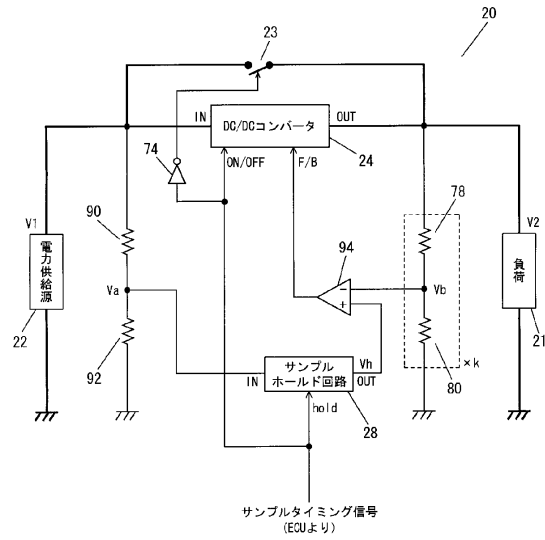 23
20
IN
DC/DCコンバータ
OUT
24
74
ON/OFF
F/B
90
78
V1
V2
94
電力供給源
負荷
Va
Vb
22
92
サンプル
ホールド回路
IN
Vh
OUT
80
×k
21
hold
28
サンプルタイミング信号
(ECUより)